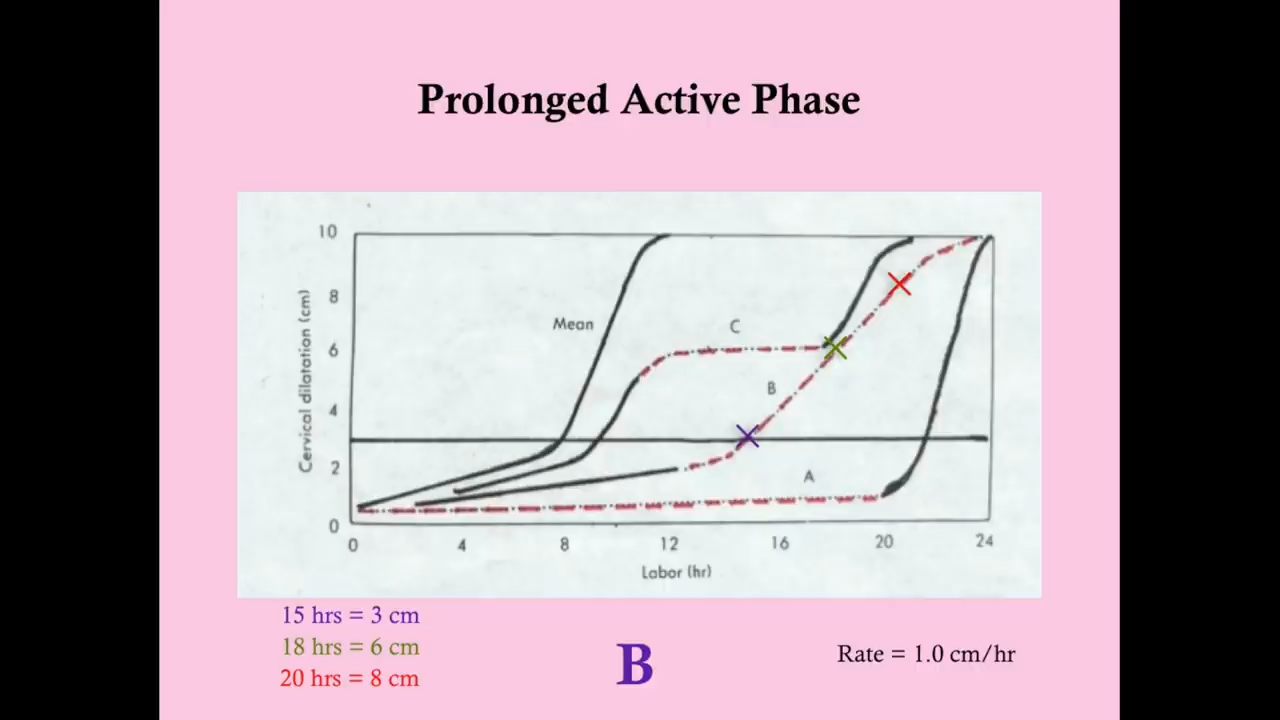 Prolonged Active Phase
10
8
6
4
2
0
Cervical dilatation (cm)
Mean
C
B
A
0 4 8 12 16 20 24
Labor (hr)
15 hrs = 3 cm
18 hrs = 6 cm
20 hrs = 8 cm
B
Rate = 1.0 cm/hr